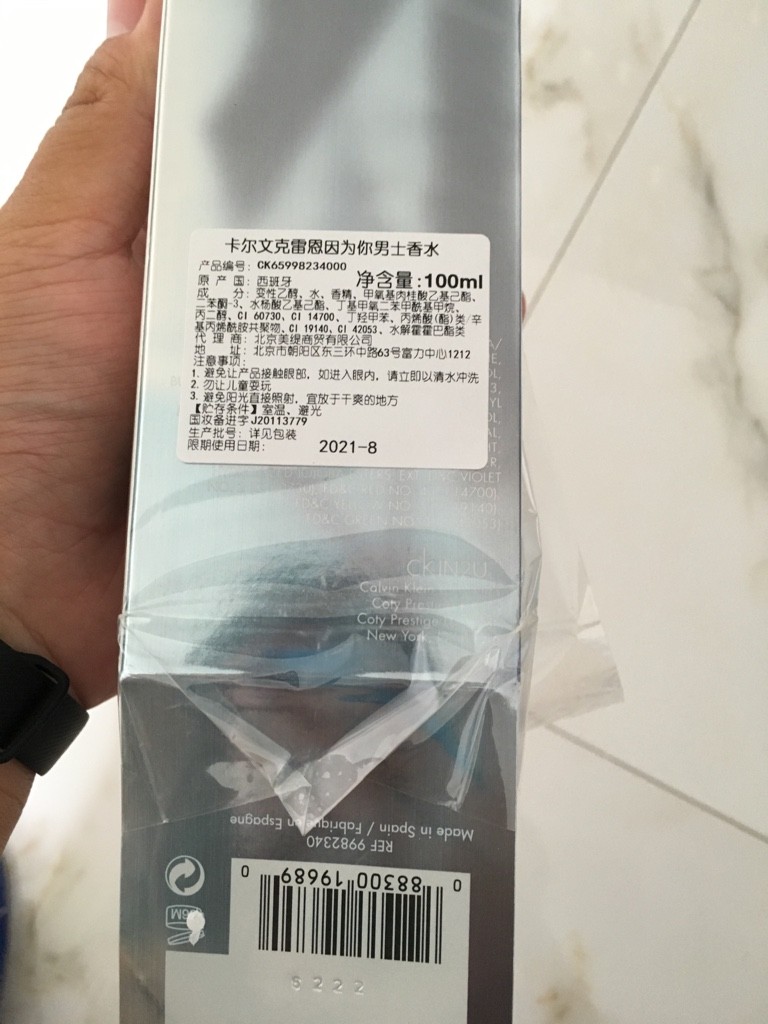 卡尔文克雷恩因为你男士香水
产品编号: CK65998234000
原 产 国: 西班牙 净含量:100ml
成 分: 变性乙醇、水、香精、甲氧基肉桂酸乙基己酯、
二苯酮-3、水杨酸乙基己酯、丁基甲氧二苯甲酰基甲烷、
丙二醇、CI 60730、CI 14700、丁羟甲苯、丙烯酸(酯)类/辛
基丙烯酰胺共聚物、CI 19140、CI 42053、水解霍霍巴酯类
代 理 商: 北京美缇商贸有限公司
地 址: 北京市朝阳区东三环中路63号富力中心1212
注意事项:
1. 避免让产品接触眼部, 如进入眼内, 请立即以清水冲洗
2. 勿让儿童耍玩
3. 避免阳光直接照射, 宜放于干爽的地方
【贮存条件】室温、避光
国妆备进字J20113779
生产批号: 详见包装
限期使用日期: 2021-8
EXT. VIOLET
NO. 14700),
19140),
FD&C
CKIN2U
Calvin Klein
Coty
Coty Prestige
New York
Made in Spain / Fabriqué en Espagne
REF 9982340
0 88300 19689 0
36M
5222